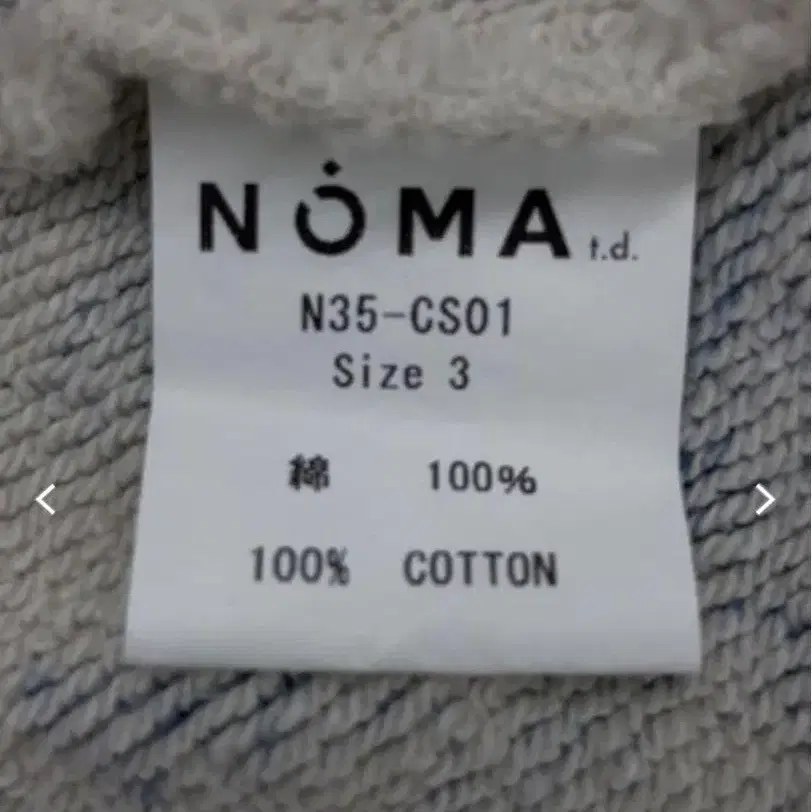 NOMA t.d.
N35-CS01
Size 3
綿 100%
100% COTTON